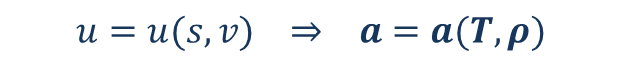 u = u(s, v) ⇒ a = a(T, ρ)